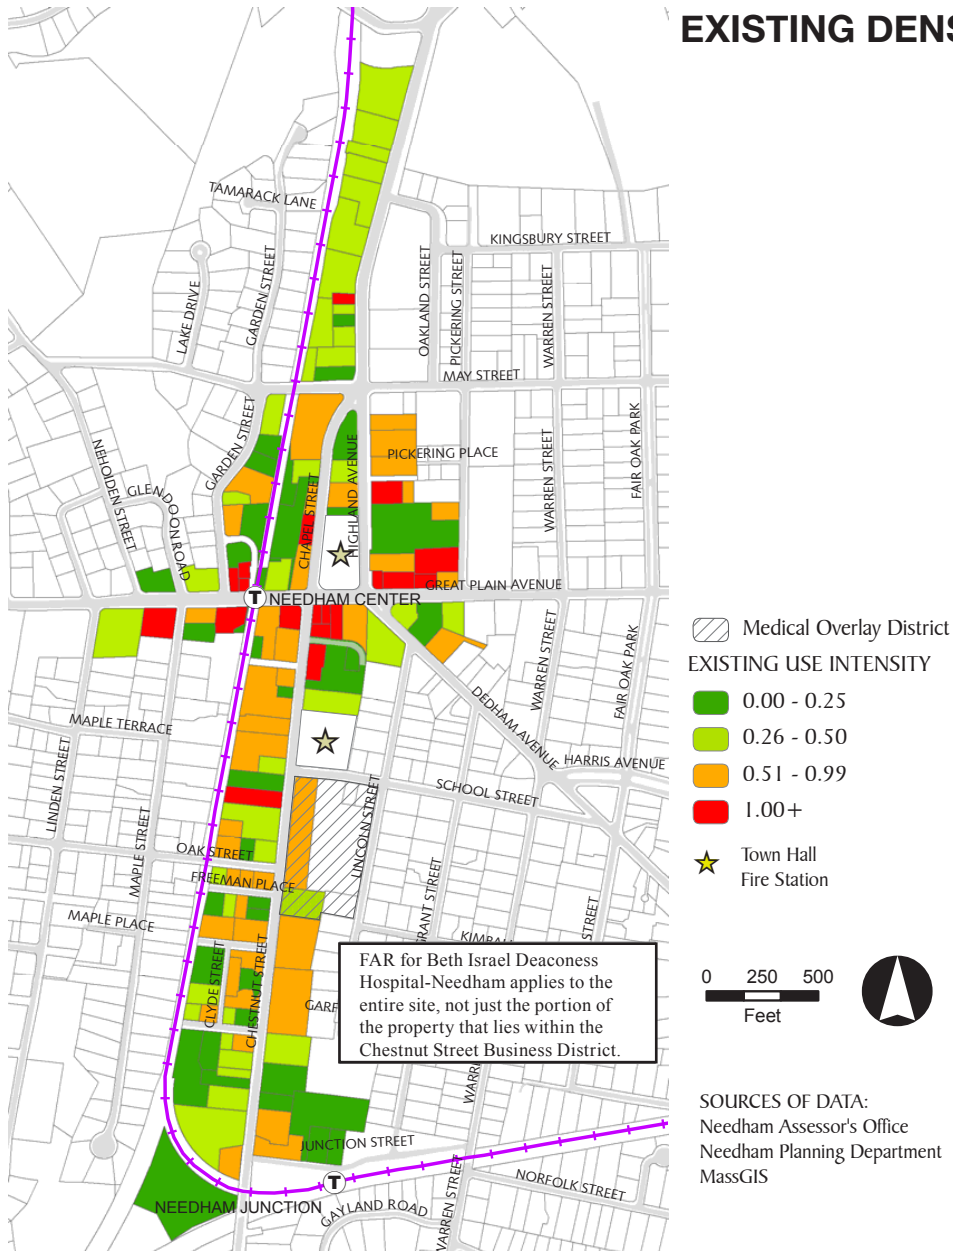 EXISTING DENS
TAMARACK LANE
KINGSBURY STREET
GARDEN STREET
LAKE DRIVE
OAKLAND STREET
PICKERING STREET
WARREN STREET
MAY STREET
GARDEN STREET
NEHOIDEN STREET
GLENDOON ROAD
HIGHLAND AVENUE
PICKERING PLACE
CHAPEL STREET
WARREN STREET
FAIR OAK PARK
GREAT PLAIN AVENUE
T NEEDHAM CENTER
WARREN STREET
FAIR OAK PARK
DEDHAM AVENUE
HARRIS AVENUE
MAPLE TERRACE
LINDEN STREET
SCHOOL STREET
LINCOLN STREET
MAPLE STREET
OAK STREET
FREEMAN PLACE
MAPLE PLACE
GRANT STREET
STREET
CLYDE STREET
CHESTNUT STREET
FAR for Beth Israel Deaconess
Hospital-Needham applies to the
entire site, not just the portion of
the property that lies within the
Chestnut Street Business District.
JUNCTION STREET
T
NEEDHAM JUNCTION
GAYLAND ROAD
WARREN STREET
NORFOLK STREET
Medical Overlay District
EXISTING USE INTENSITY
0.00 - 0.25
0.26 - 0.50
0.51 - 0.99
1.00+
Town Hall
Fire Station
0 250 500
Feet
SOURCES OF DATA:
Needham Assessor's Office
Needham Planning Department
MassGIS